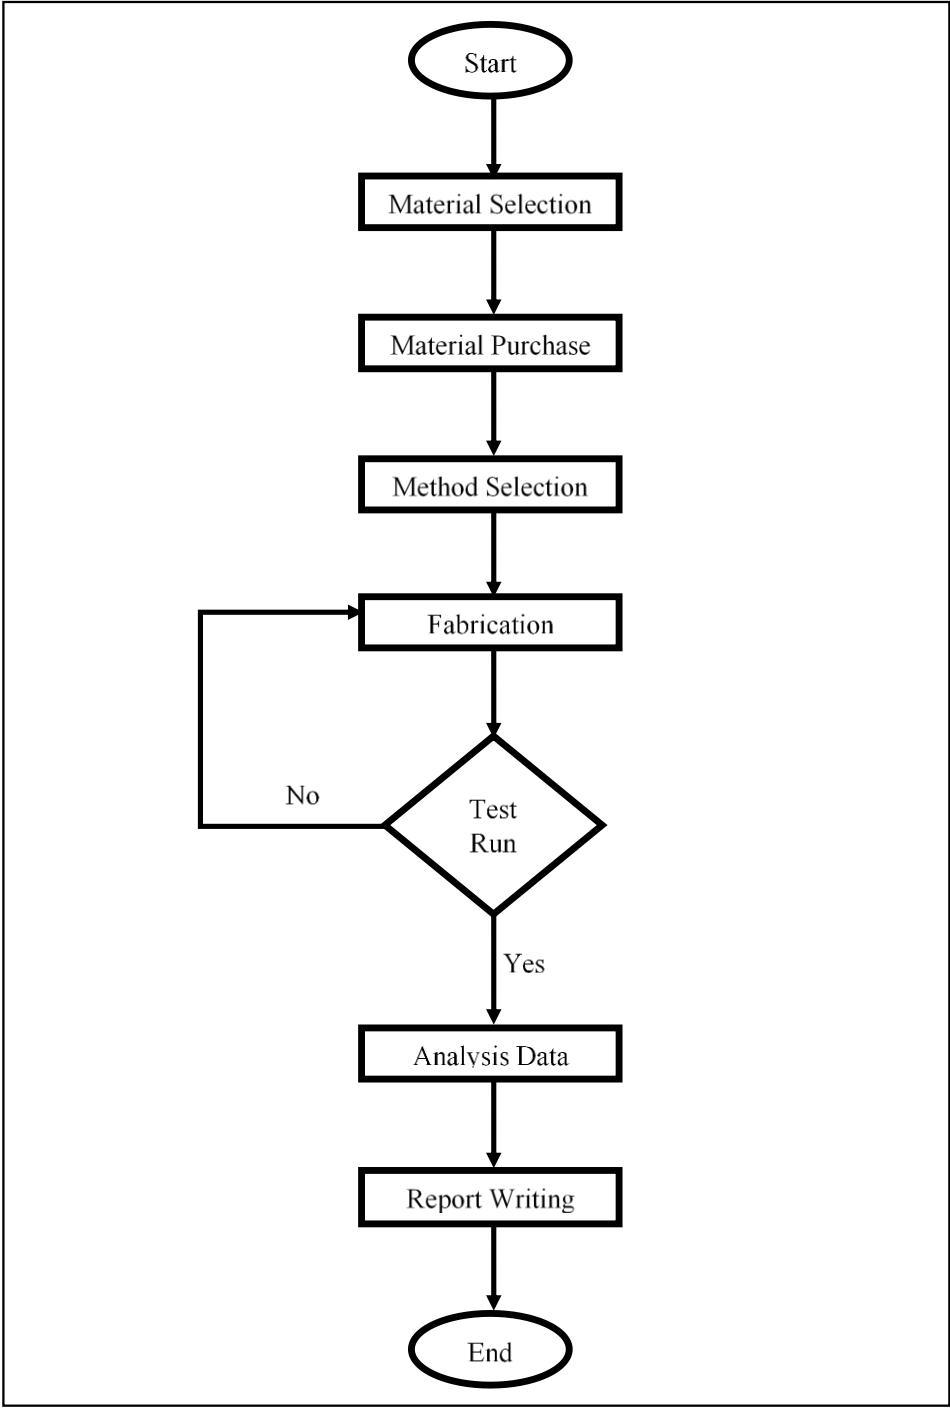 Start
Material Selection
Material Purchase
Method Selection
Fabrication
No
Test
Run
Yes
Analysis Data
Report Writing
End